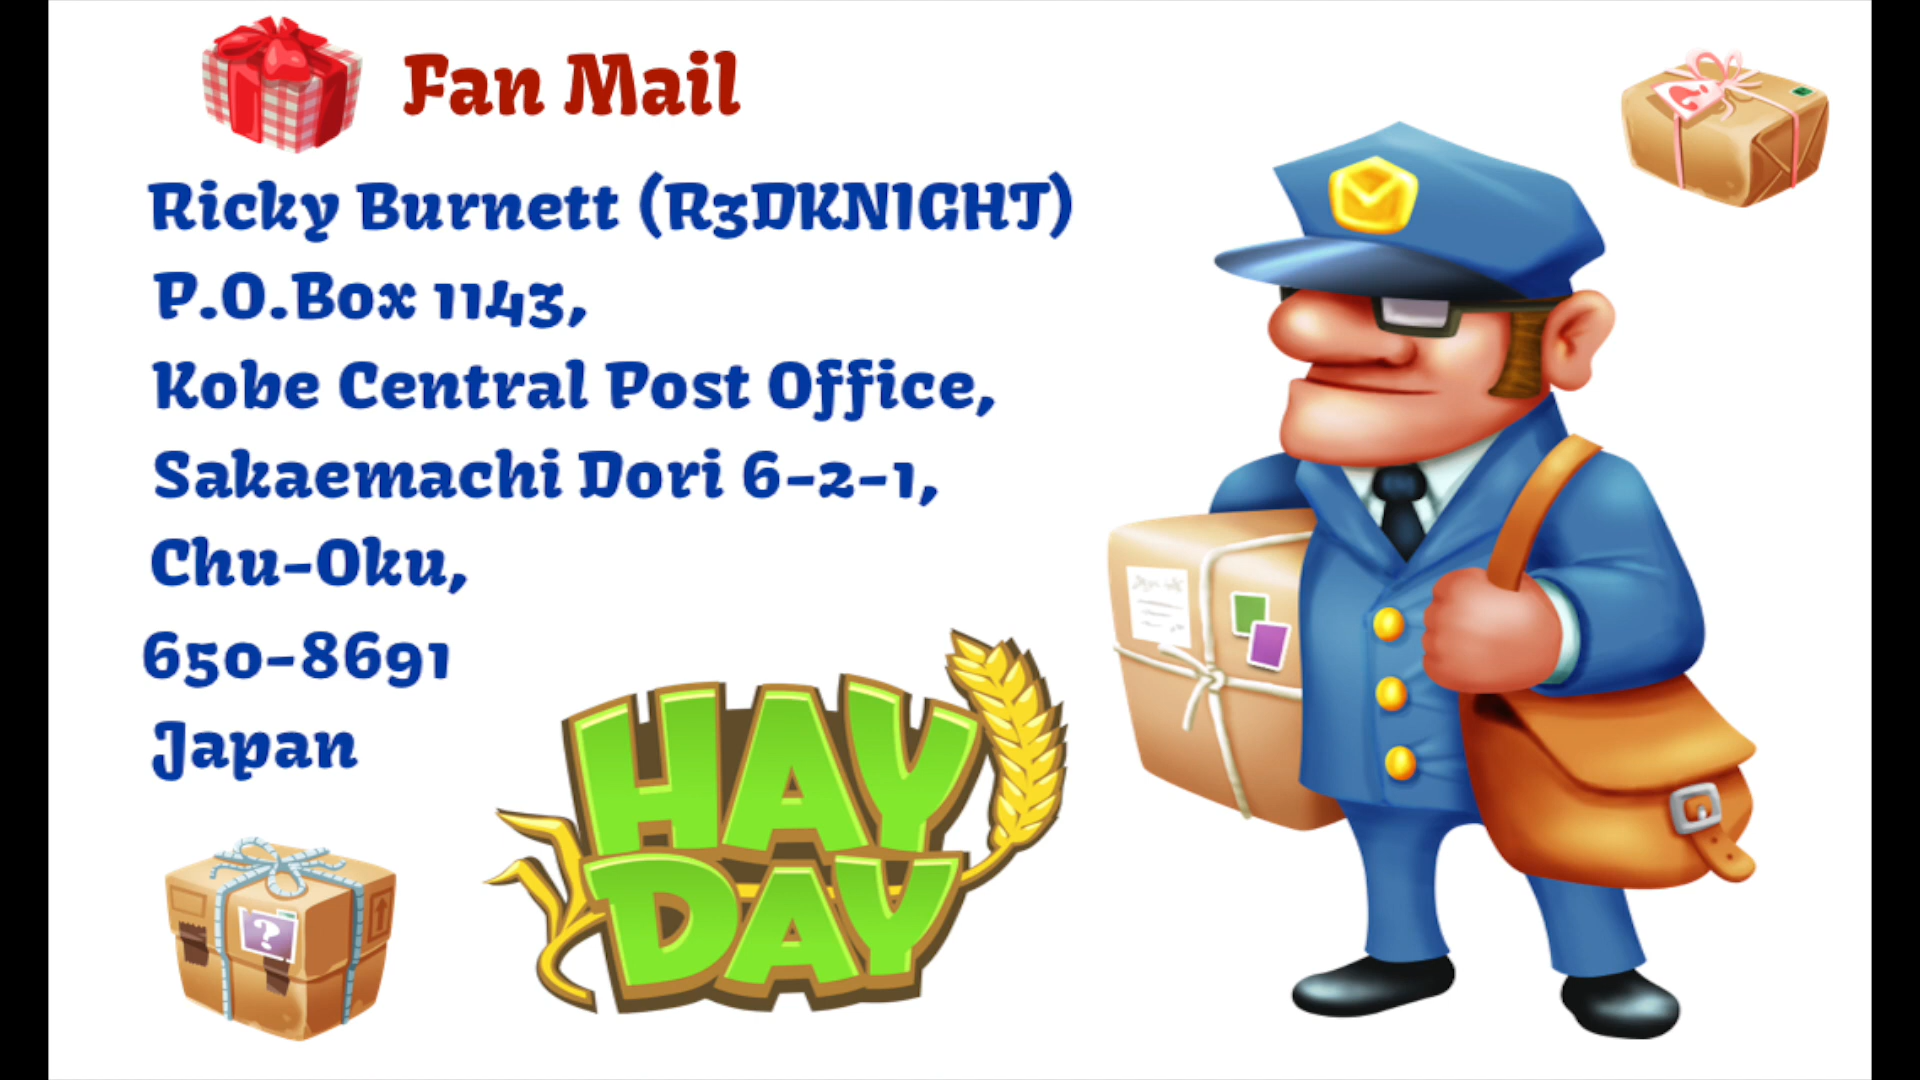 Fan Mail
Ricky Burnett (R3DKNIGHT)
P.O.Box 1143,
Kobe Central Post Office,
Sakaemachi Dori 6-2-1,
Chu-Oku,
650-8691
Japan
HAY
DAY
?